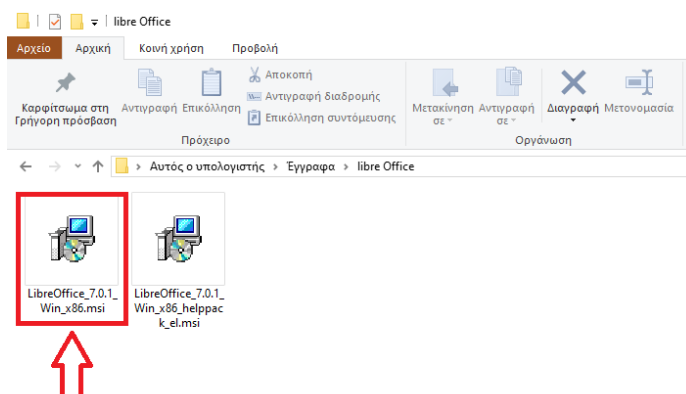 libre Office
Αρχείο Αρχική Κοινή χρήση Προβολή
Καρφίτσωμα στη
Γρήγορη πρόσβαση
Αντιγραφή Επικόλληση
Αποκοπή
Αντιγραφή διαδρομής
Επικόλληση συντόμευσης
Πρόχειρο
Μετακίνηση
σε
Αντιγραφή
σε
Διαγραφή Μετονομασία
Οργάνωση
Αυτός ο υπολογιστής > Έγγραφα > libre Office
LibreOffice_7.0.1_
Win_x86.msi
LibreOffice_7.0.1_
Win_x86_helppac
k_el.msi